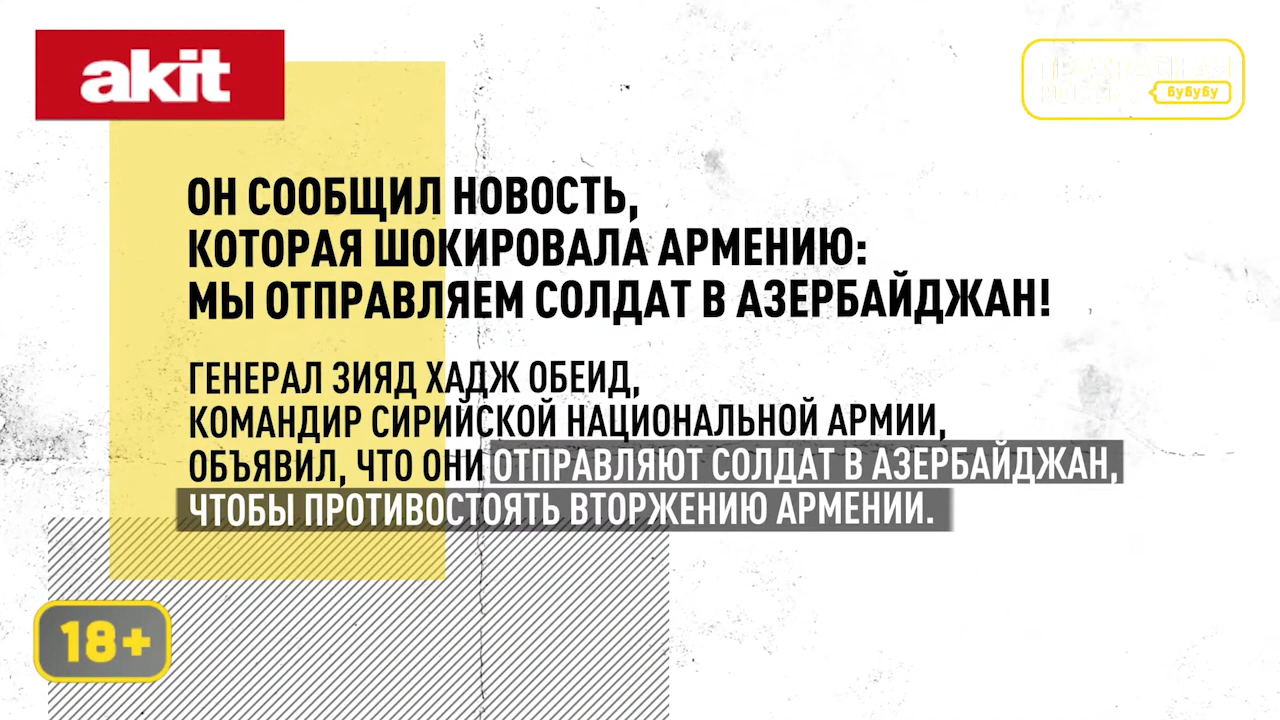 akit
бубубу
ОН СООБЩИЛ НОВОСТЬ,
КОТОРАЯ ШОКИРОВАЛА АРМЕНИЮ:
МЫ ОТПРАВЛЯЕМ СОЛДАТ В АЗЕРБАЙДЖАН!
ГЕНЕРАЛ ЗИЯД ХАДЖ ОБЕИД,
КОМАНДИР СИРИЙСКОЙ НАЦИОНАЛЬНОЙ АРМИИ,
ОБЪЯВИЛ, ЧТО ОНИ ОТПРАВЛЯЮТ СОЛДАТ В АЗЕРБАЙДЖАН,
ЧТОБЫ ПРОТИВОСТОЯТЬ ВТОРЖЕНИЮ АРМЕНИИ.
18+